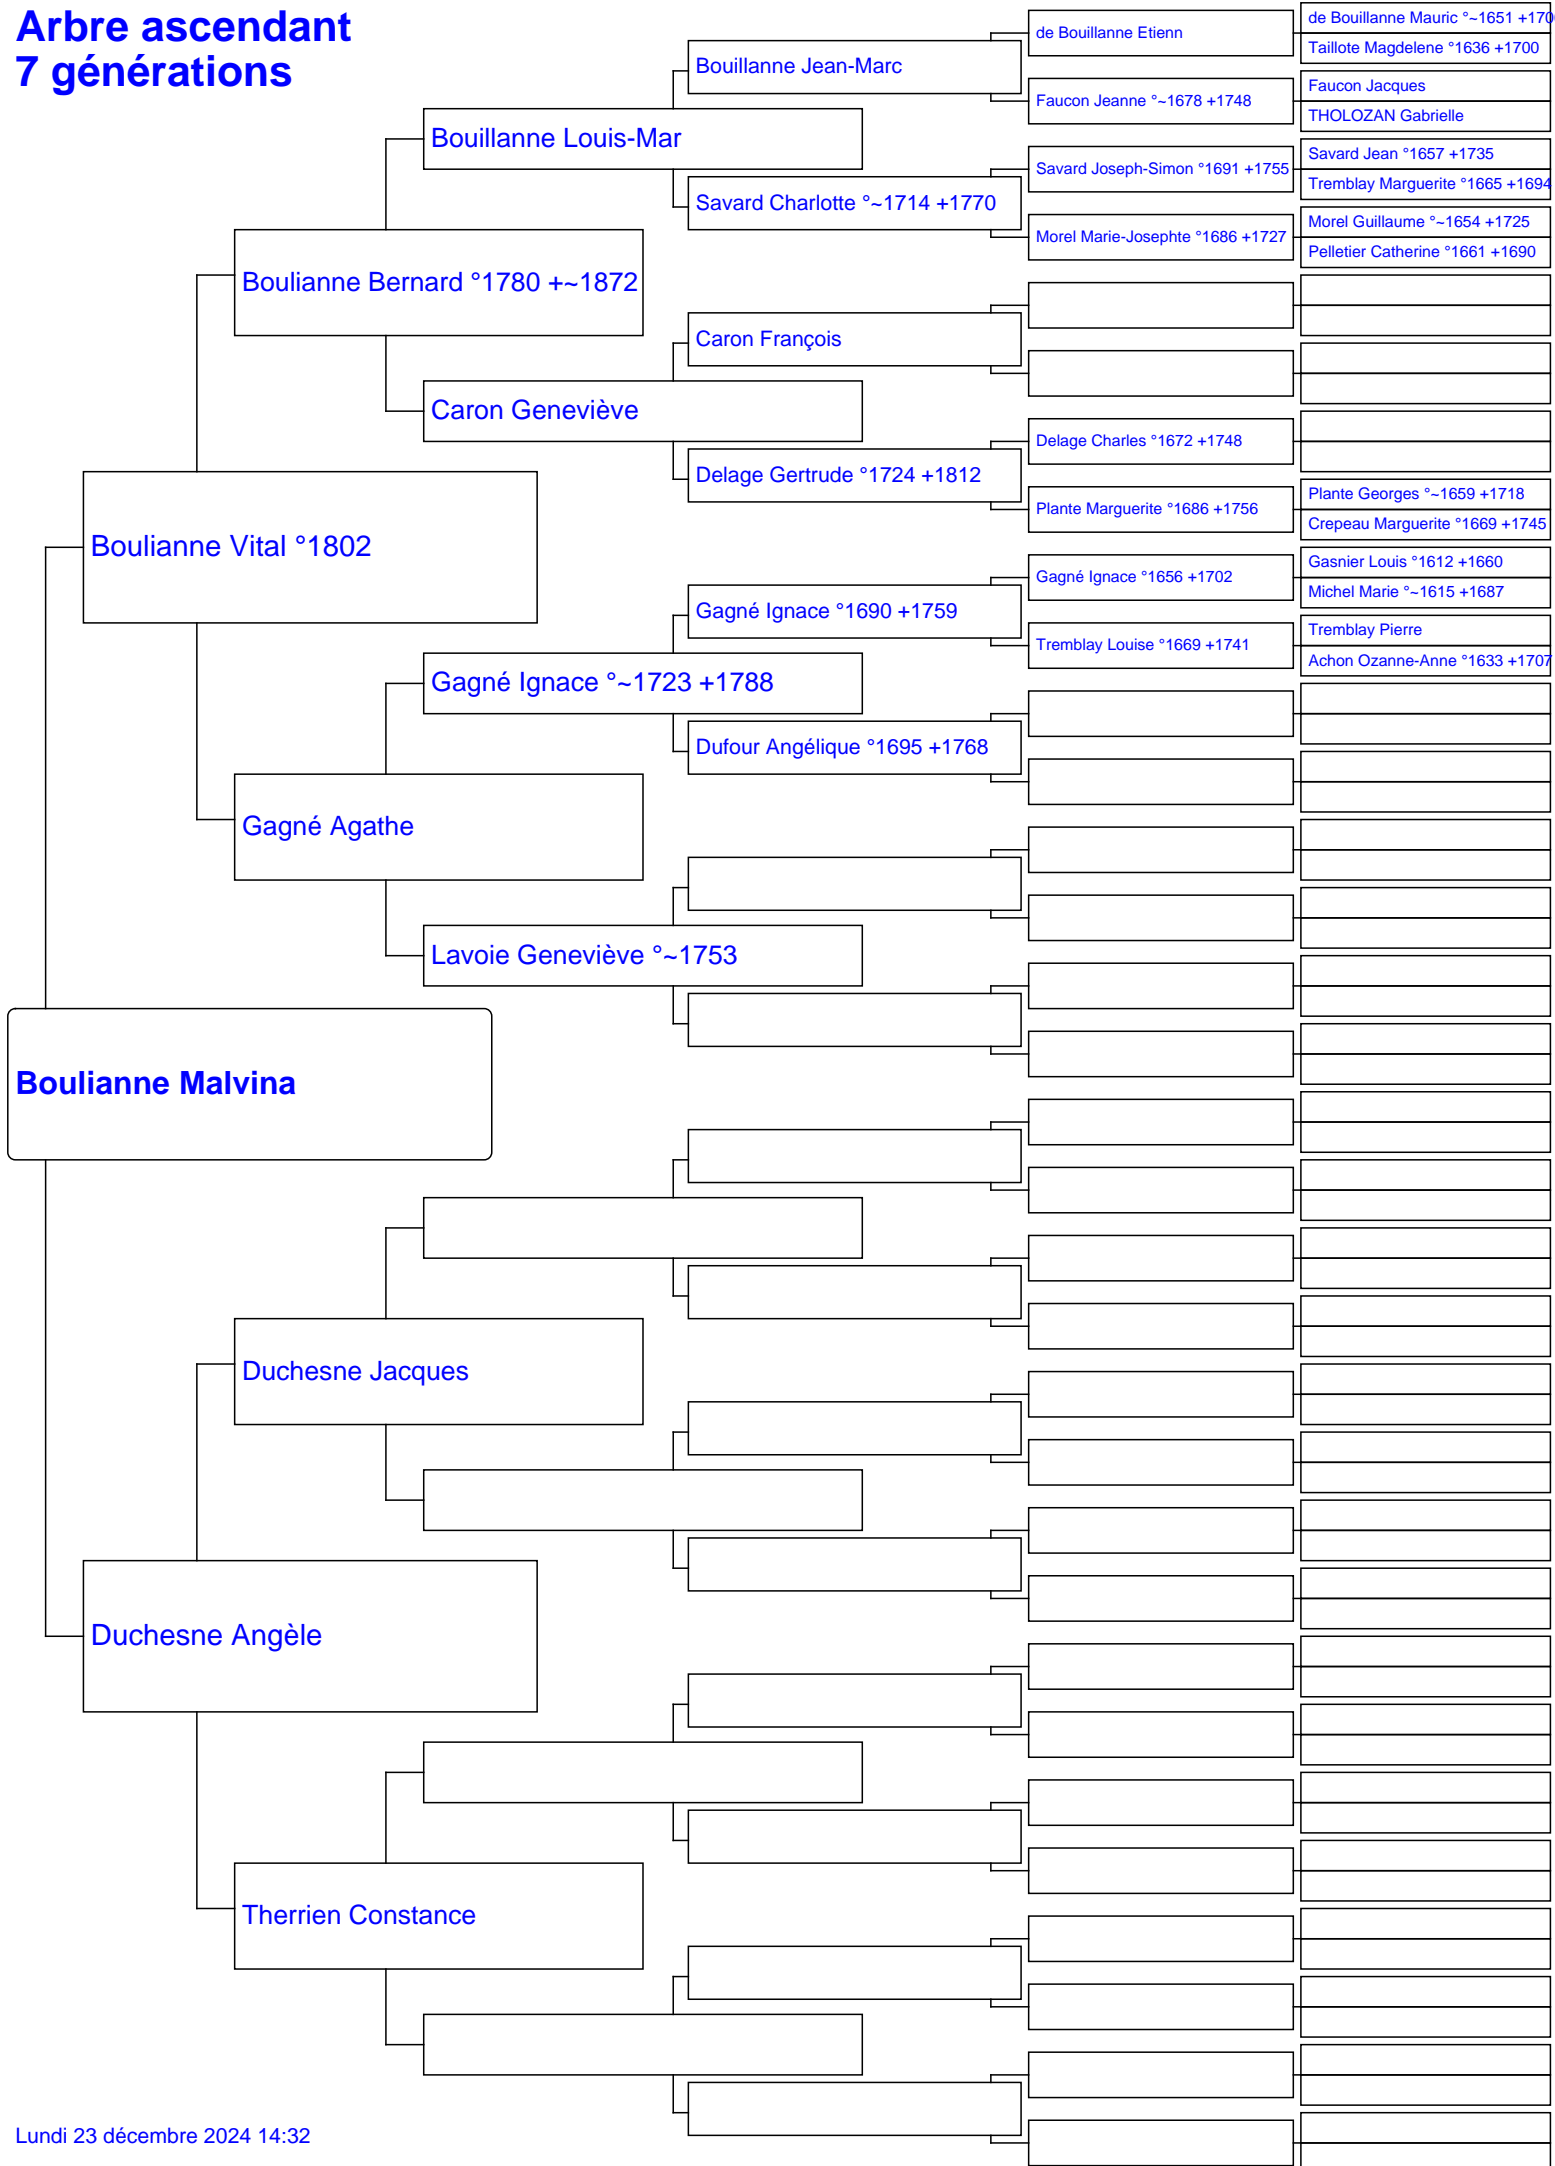 Arbre ascendant
7 générations
de Bouillanne Mauric °~1651 +170
de Bouillanne Etienn
Taillote Magdelene °1636 +1700
Bouillanne Jean-Marc
Faucon Jacques
Faucon Jeanne °~1678 +1748
THOLOZAN Gabrielle
Bouillanne Louis-Mar
Savard Jean °1657 +1735
Savard Joseph-Simon °1691 +1755
Tremblay Marguerite °1665 +1694
Savard Charlotte °~1714 +1770
Morel Guillaume °~1654 +1725
Morel Marie-Josephte °1686 +1727
Pelletier Catherine °1661 +1690
Boulianne Bernard °1780 +~1872
Caron François
Caron Geneviève
Delage Charles °1672 +1748
Delage Gertrude °1724 +1812
Plante Georges °~1659 +1718
Plante Marguerite °1686 +1756
Crepeau Marguerite °1669 +1745
Boulianne Vital °1802
Gasnier Louis °1612 +1660
Gagné Ignace °1656 +1702
Michel Marie °~1615 +1687
Gagné Ignace °1690 +1759
Tremblay Pierre
Tremblay Louise °1669 +1741
Achon Ozanne-Anne °1633 +1707
Gagné Ignace °~1723 +1788
Dufour Angélique °1695 +1768
Gagné Agathe
Lavoie Geneviève °~1753
Boulianne Malvina
Duchesne Jacques
Duchesne Angèle
Therrien Constance
Lundi 23 décembre 2024 14:32